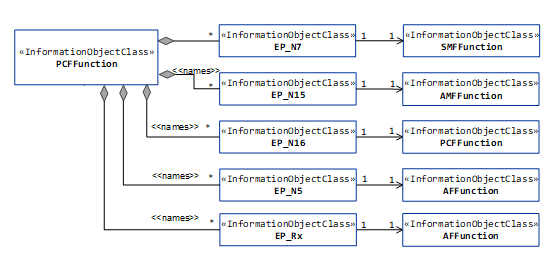 «InformationObjectClass»
PCFFunction
*
«InformationObjectClass»
EP_N7
1 1
«InformationObjectClass»
SMFFunction
<<names>>
*
«InformationObjectClass»
EP_N15
1 1
«InformationObjectClass»
AMFFunction
<<names>> *
«InformationObjectClass»
EP_N16
1 1
«InformationObjectClass»
PCFFunction
<<names>> *
«InformationObjectClass»
EP_N5
1 1
«InformationObjectClass»
AFFunction
<<names>> *
«InformationObjectClass»
EP_Rx
1 1
«InformationObjectClass»
AFFunction